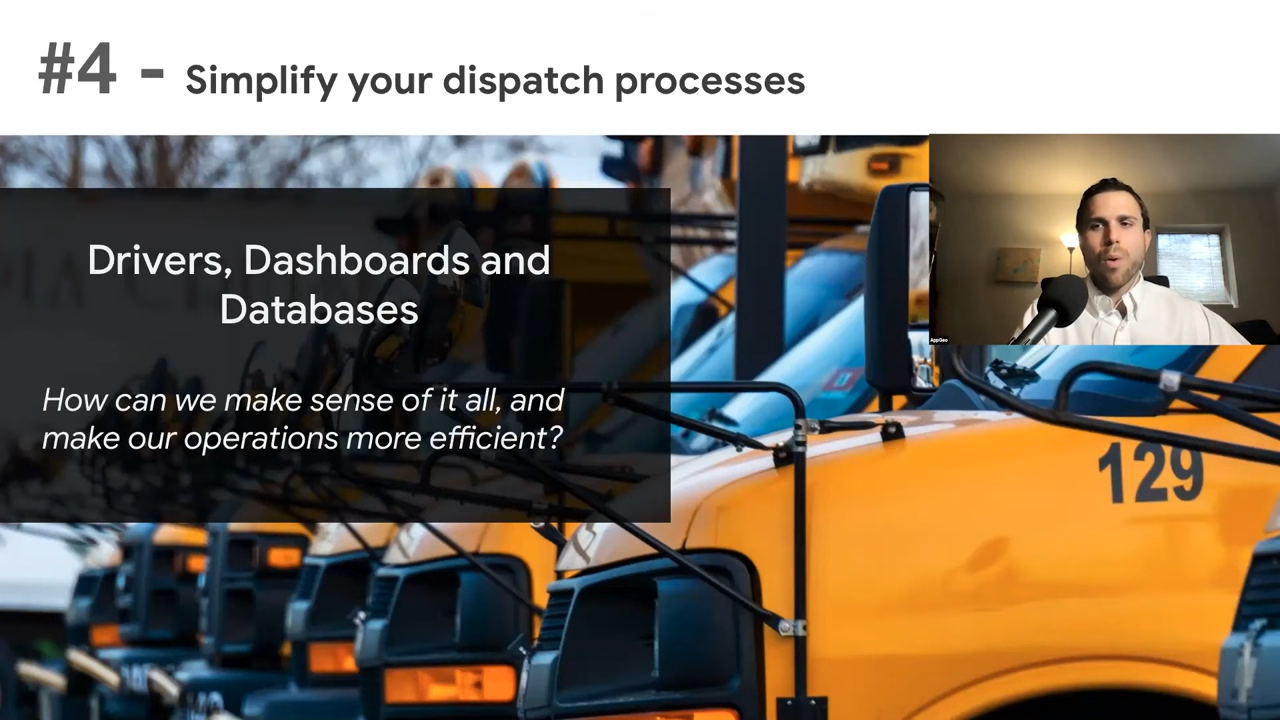 #4 - Simplify your dispatch processes
Drivers, Dashboards and
Databases
How can we make sense of it all, and
make our operations more efficient?
129
AppGeo